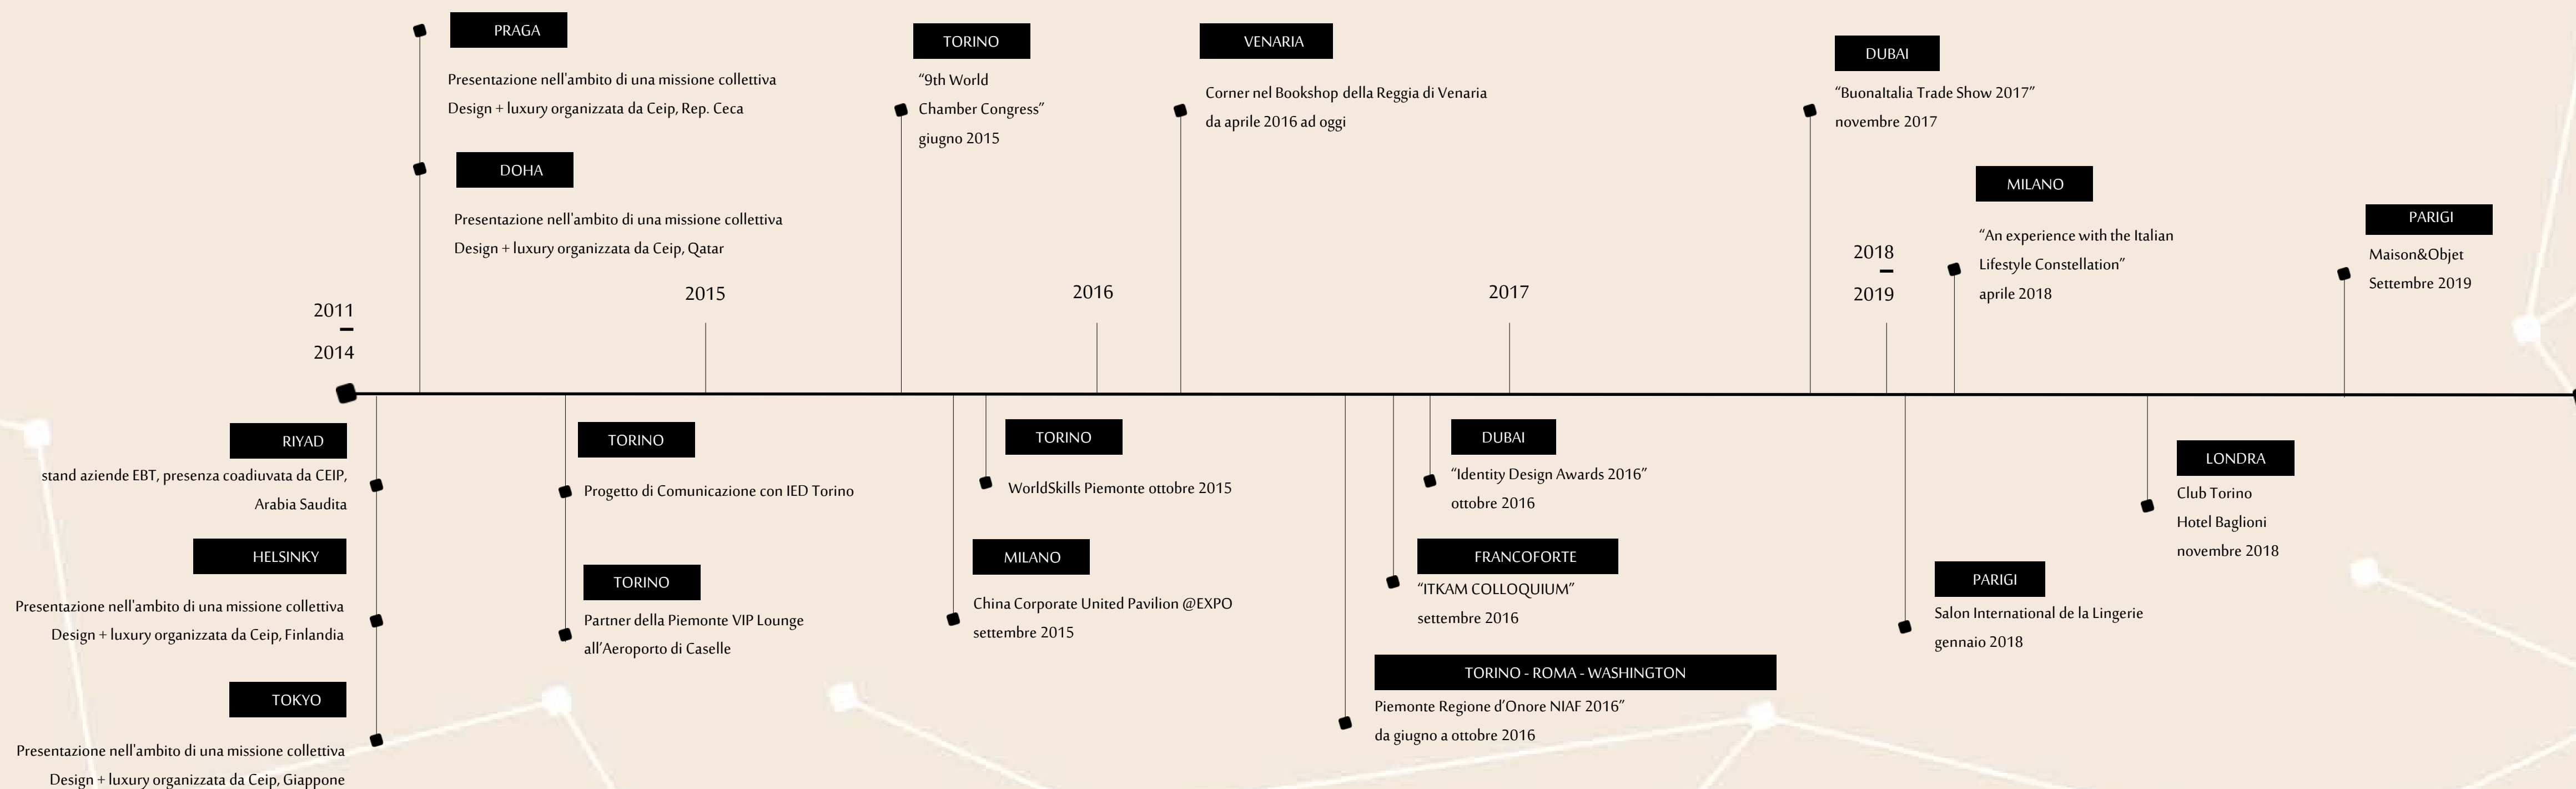 PRAGA
Presentazione nell'ambito di una missione collettiva
Design + luxury organizzata da Ceip, Rep. Ceca
DOHA
Presentazione nell'ambito di una missione collettiva
Design + luxury organizzata da Ceip, Qatar
TORINO
“9th World
Chamber Congress”
giugno 2015
VENARIA
Corner nel Bookshop della Reggia di Venaria
da aprile 2016 ad oggi
DUBAI
“BuonaItalia Trade Show 2017”
novembre 2017
MILANO
“An experience with the Italian
Lifestyle Constellation”
aprile 2018
PARIGI
Maison&Objet
Settembre 2019
2011
–
2014
2015
2016
2017
2018
–
2019
RIYAD
stand aziende EBT, presenza coadiuvata da CEIP,
Arabia Saudita
HELSINKY
Presentazione nell'ambito di una missione collettiva
Design + luxury organizzata da Ceip, Finlandia
TOKYO
Presentazione nell'ambito di una missione collettiva
Design + luxury organizzata da Ceip, Giappone
TORINO
Progetto di Comunicazione con IED Torino
TORINO
Partner della Piemonte VIP Lounge
all’Aeroporto di Caselle
TORINO
WorldSkills Piemonte ottobre 2015
MILANO
China Corporate United Pavilion @EXPO
settembre 2015
DUBAI
“Identity Design Awards 2016”
ottobre 2016
FRANCOFORTE
“ITKAM COLLOQUIUM”
settembre 2016
TORINO - ROMA - WASHINGTON
Piemonte Regione d’Onore NIAF 2016”
da giugno a ottobre 2016
PARIGI
Salon International de la Lingerie
gennaio 2018
LONDRA
Club Torino
Hotel Baglioni
novembre 2018